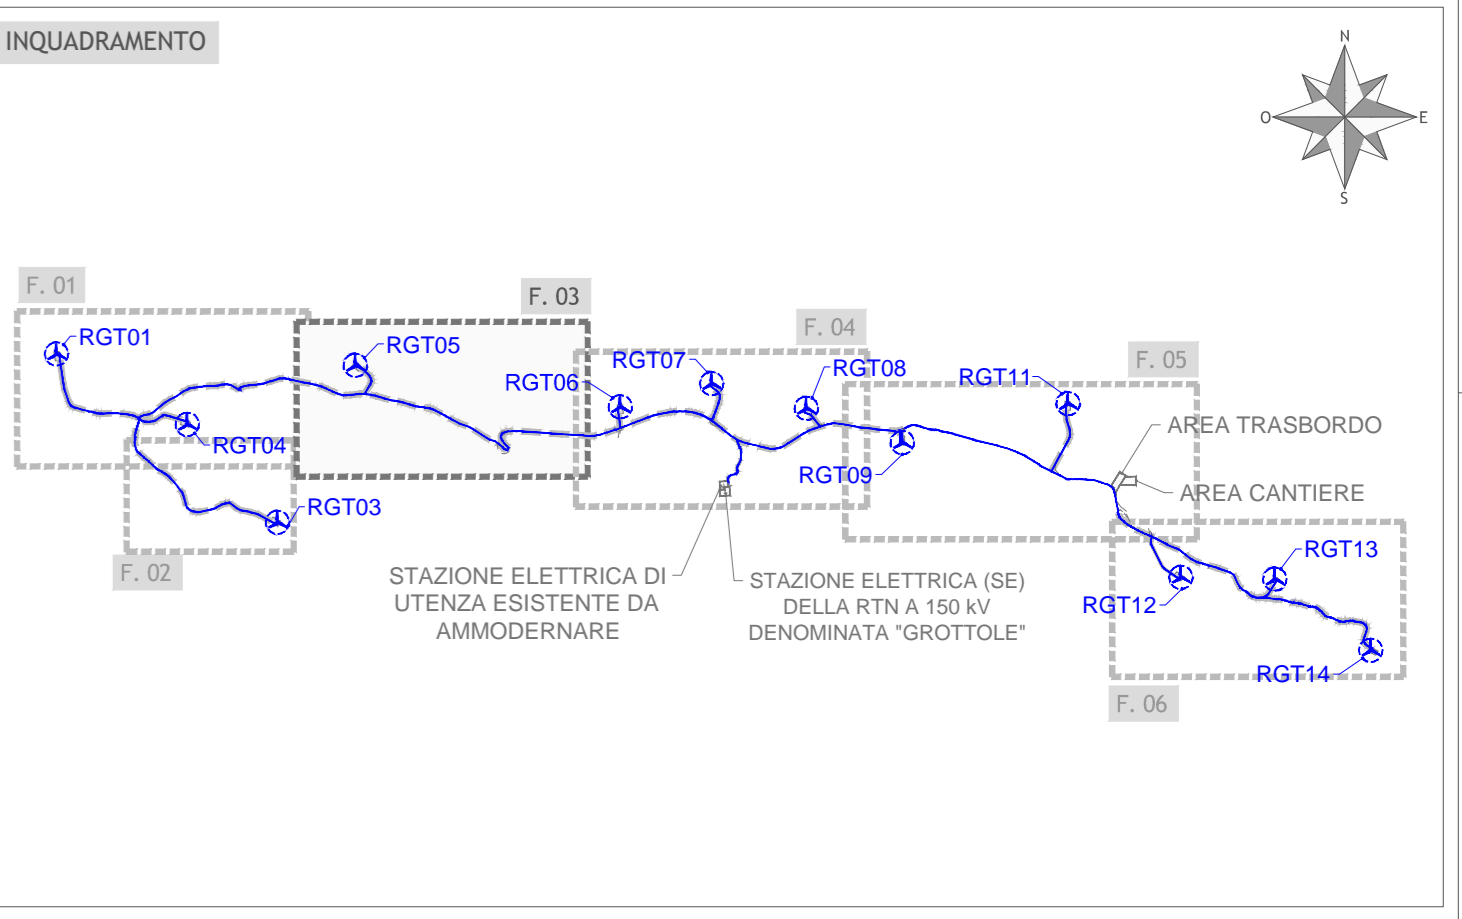 INQUADRAMENTO
N
O
E
S
F. 01
F. 03
F. 04
F. 05
RGT01
RGT05
RGT07
RGT08
RGT06
RGT11
RGT04
RGT09
AREA TRASBORDO
AREA CANTIERE
RGT03
F. 02
STAZIONE ELETTRICA DI
UTENZA ESISTENTE DA
AMMODERNARE
STAZIONE ELETTRICA (SE)
DELLA RTN A 150 kV
DENOMINATA "GROTTOLE"
RGT13
RGT12
RGT14
F. 06